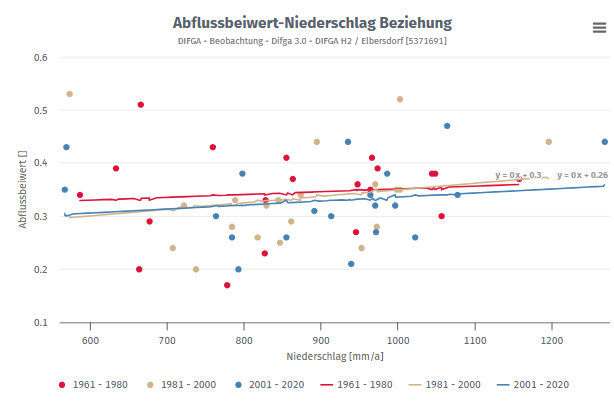 Abflussbeiwert-Niederschlag Beziehung
DIFGA - Beobachtung - Difga 3.0 - DIFGA H2 / Elbersdorf [5371691]
Abflussbeiwert []
0.6
0.5
0.4
0.3
0.2
0.1
y = 0 x + 0.3
y = 0 x + 0.26
600 700 800 900 1000 1100 1200
Niederschlag [mm/a]
1961 - 1980 1981 - 2000 2001 - 2020 1961 - 1980 1981 - 2000 2001 - 2020